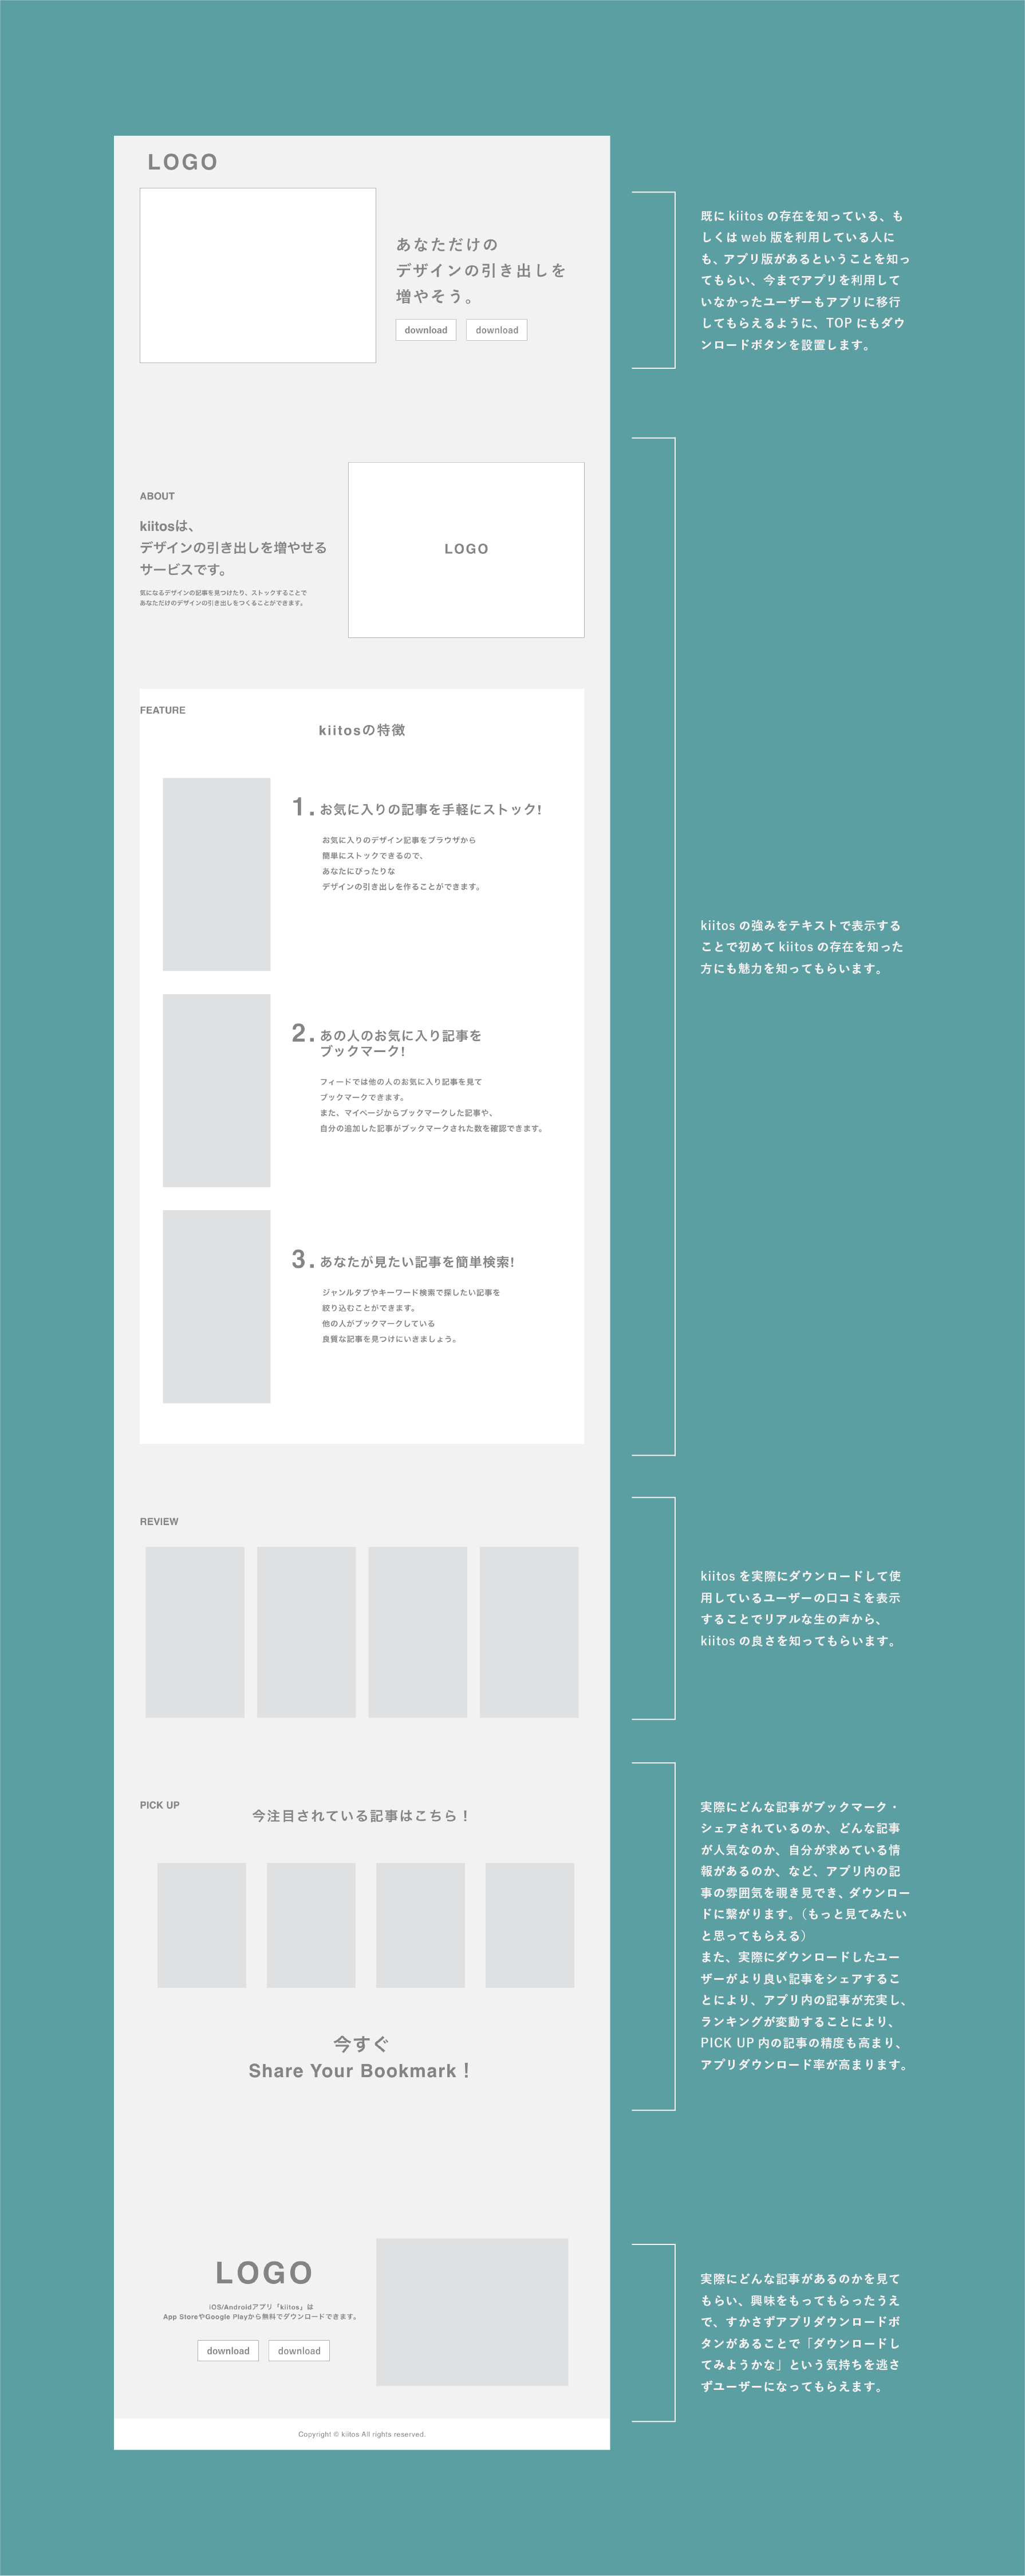 LOGO
あなただけの
デザインの引き出しを
増やそう。
download download
既に kiitos の存在を知っている、も
しくは web 版を利用している人に
も、アプリ版があるということを知っ
てもらい、今までアプリを利用して
いなかったユーザーもアプリに移行
してもらえるように、TOP にもダウ
ンロードボタンを設置します。
ABOUT
kiitosは、
デザインの引き出しを増やせる
サービスです。
気になるデザインの記事を見つけたり、ストックすることで
あなただけのデザインの引き出しをつくることができます。
LOGO
FEATURE
kiitosの特徴
1. お気に入りの記事を手軽にストック!
お気に入りのデザイン記事をブラウザから
簡単にストックできるので、
あなたにぴったりな
デザインの引き出しを作ることができます。
2. あの人のお気に入り記事を
ブックマーク!
フィードでは他の人のお気に入り記事を見て
ブックマークできます。
また、マイページからブックマークした記事や、
自分の追加した記事がブックマークされた数を確認できます。
3. あなたが見たい記事を簡単検索!
ジャンルタブやキーワード検索で探したい記事を
絞り込むことができます。
他の人がブックマークしている
良質な記事を見つけにいきましょう。
kiitos の強みをテキストで表示する
ことで初めて kiitos の存在を知った
方にも魅力を知ってもらいます。
REVIEW
kiitos を実際にダウンロードして使
用しているユーザーの口コミを表示
することでリアルな生の声から、
kiitos の良さを知ってもらいます。
PICK UP
今注目されている記事はこちら！
今すぐ
Share Your Bookmark！
実際にどんな記事がブックマーク・
シェアされているのか、どんな記事
が人気なのか、自分が求めている情
報があるのか、など、アプリ内の記
事の雰囲気を覗き見でき、ダウンロー
ドに繋がります。（もっと見てみたい
と思ってもらえる）
また、実際にダウンロードしたユー
ザーがより良い記事をシェアするこ
とにより、アプリ内の記事が充実し、
ランキングが変動することにより、
PICK UP 内の記事の精度も高まり、
アプリダウンロード率が高まります。
LOGO
iOS/Androidアプリ「kiitos」は
App StoreやGoogle Playから無料でダウンロードできます。
download download
実際にどんな記事があるのかを見て
もらい、興味をもってもらったうえ
で、すかさずアプリダウンロードボ
タンがあることで「ダウンロードし
てみようかな」という気持ちを逃さ
ずユーザーになってもらえます。
Copyright © kiitos All rights reserved.